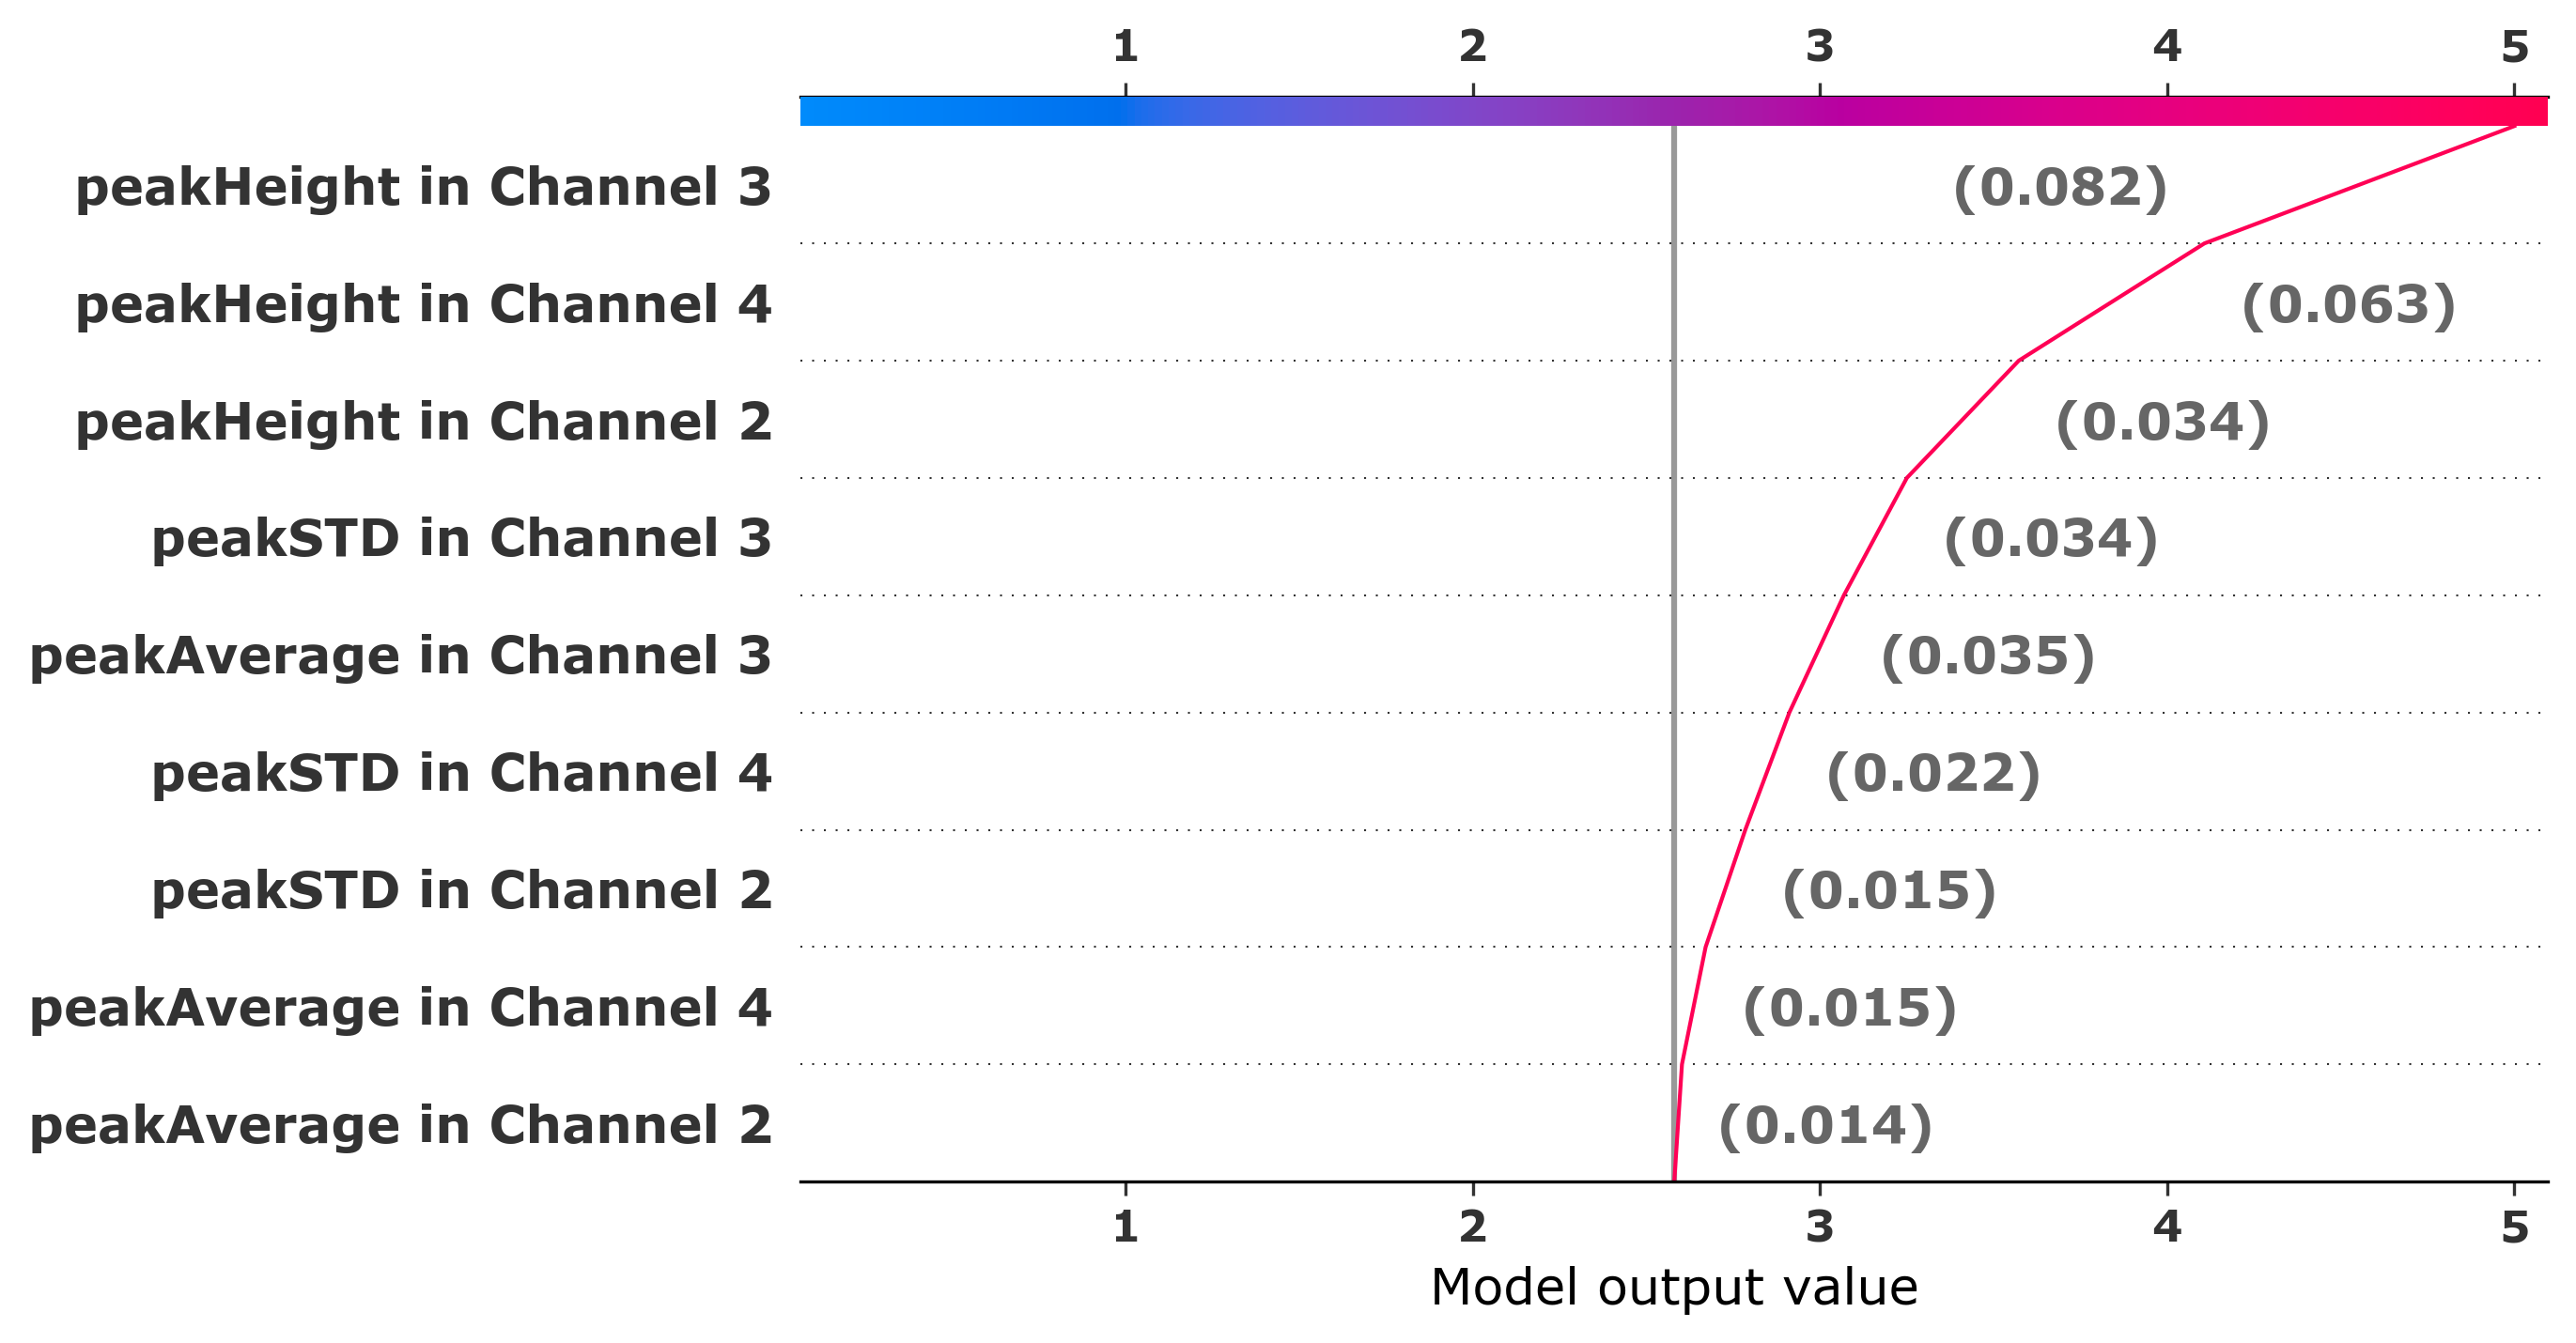 1 2 3 4 5
peakHeight in Channel 3 (0.082)
peakHeight in Channel 4 (0.063)
peakHeight in Channel 2 (0.034)
peakSTD in Channel 3 (0.034)
peakAverage in Channel 3 (0.035)
peakSTD in Channel 4 (0.022)
peakSTD in Channel 2 (0.015)
peakAverage in Channel 4 (0.015)
peakAverage in Channel 2 (0.014)
1 2 3 4 5
Model output value